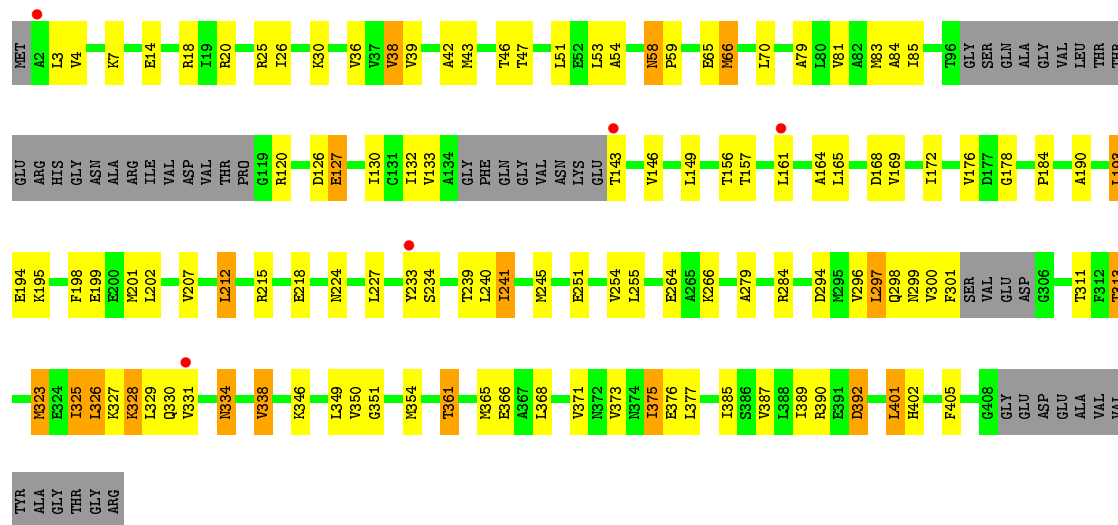 MET A2 L3 V4 K7 E14 R18 I19 R20 R25 I26 K30 V36 V37 V38 V39 A42 M43 T46 T47 L51 E52 L53 A54 N58 P59 E65 M66 L70 A79 L80 V81 A82 M83 A84 I85 T96 GLY SER GLN ALA GLY VAL LEU THR THR
GLU ARG HIS GLY ASN ALA ARG ILE VAL ASP VAL THR PRO G119 R120 D126 E127 I130 C131 I132 V133 A134 GLY PHE GLN GLY VAL ASN LYS GLU T143 V146 L149 T156 T157 L161 A164 L165 D168 V169 I172 V176 D177 G178 P184 A190 L193
E194 K195 F198 E199 E200 M201 L202 V207 L212 R215 E218 N224 L227 Y233 S234 T239 L240 I241 M245 E251 V254 L255 E264 A265 K266 A279 R284 D294 M295 V296 L297 Q298 N299 V300 F301 SER VAL GLU ASP G306 T311 F312 T313
M323 E324 I325 L326 K327 K328 L329 Q330 V331 N334 V338 K346 L349 V350 G351 M354 T361 M365 E366 A367 L368 V371 N372 V373 N374 I375 E376 L377 I385 S386 V387 L388 I389 R390 E391 D392 L401 H402 F405 G408 GLY GLU ASP GLU ALA VAL VAL
TYR ALA GLY THR GLY ARG